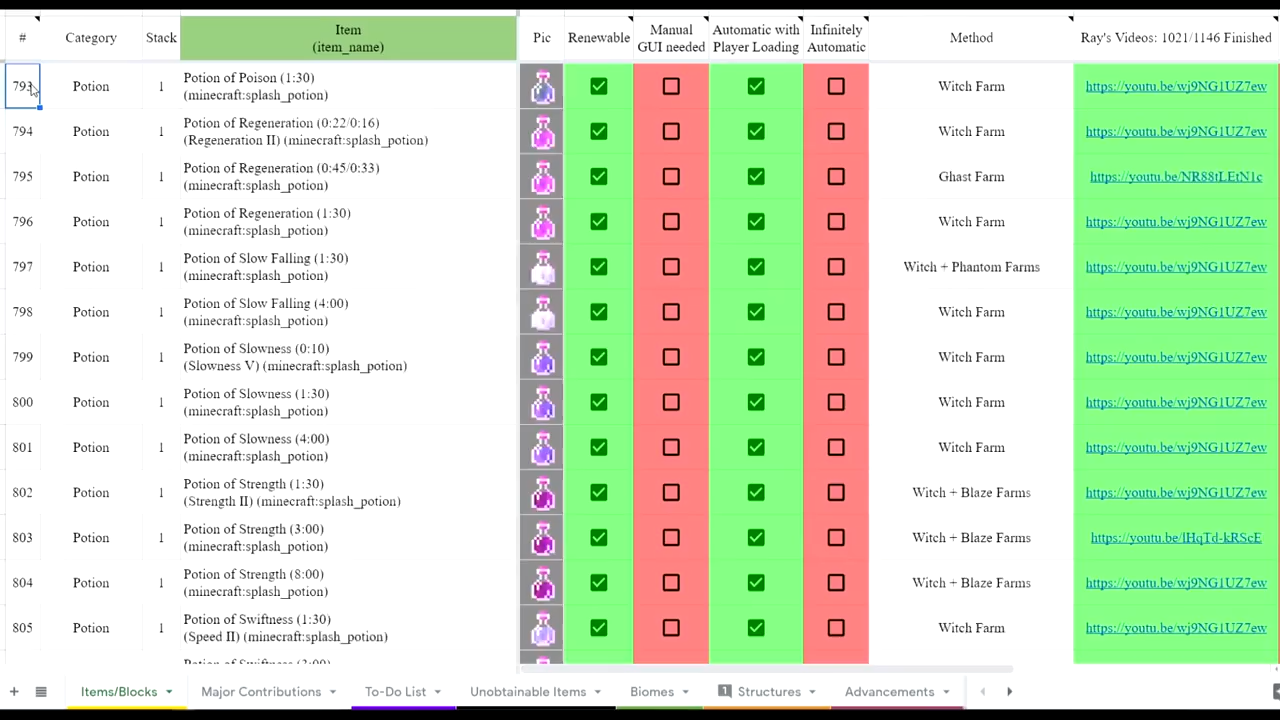 # Category Stack Item Pic Renewable Manual Automatic with Infinitely Method Ray's Videos: 1021/1146 Finished
(item_name) GUI needed Player Loading Automatic
793 Potion 1 Potion of Poison (1:30) Witch Farm https://youtu.be/wj9NG1UZ7ew
(minecraft:splash_potion)
794 Potion 1 Potion of Regeneration (0:22/0:16) Witch Farm https://youtu.be/wj9NG1UZ7ew
(Regeneration II) (minecraft:splash_potion)
795 Potion 1 Potion of Regeneration (0:45/0:33) Ghast Farm https://youtu.be/NR88tLEtN1c
(minecraft:splash_potion)
796 Potion 1 Potion of Regeneration (1:30) Witch Farm https://youtu.be/wj9NG1UZ7ew
(minecraft:splash_potion)
797 Potion 1 Potion of Slow Falling (1:30) Witch + Phantom Farms https://youtu.be/wj9NG1UZ7ew
(minecraft:splash_potion)
798 Potion 1 Potion of Slow Falling (4:00) Witch Farm https://youtu.be/wj9NG1UZ7ew
(minecraft:splash_potion)
799 Potion 1 Potion of Slowness (0:10) Witch Farm https://youtu.be/wj9NG1UZ7ew
(Slowness V) (minecraft:splash_potion)
800 Potion 1 Potion of Slowness (1:30) Witch Farm https://youtu.be/wj9NG1UZ7ew
(minecraft:splash_potion)
801 Potion 1 Potion of Slowness (4:00) Witch Farm https://youtu.be/wj9NG1UZ7ew
(minecraft:splash_potion)
802 Potion 1 Potion of Strength (1:30) Witch + Blaze Farms https://youtu.be/wj9NG1UZ7ew
(Strength II) (minecraft:splash_potion)
803 Potion 1 Potion of Strength (3:00) Witch + Blaze Farms https://youtu.be/lHqTd-kRScE
(minecraft:splash_potion)
804 Potion 1 Potion of Strength (8:00) Witch + Blaze Farms https://youtu.be/wj9NG1UZ7ew
(minecraft:splash_potion)
805 Potion 1 Potion of Swiftness (1:30) Witch Farm https://youtu.be/wj9NG1UZ7ew
(Speed II) (minecraft:splash_potion)
Items/Blocks Major Contributions To-Do List Unobtainable Items Biomes 1 Structures Advancements